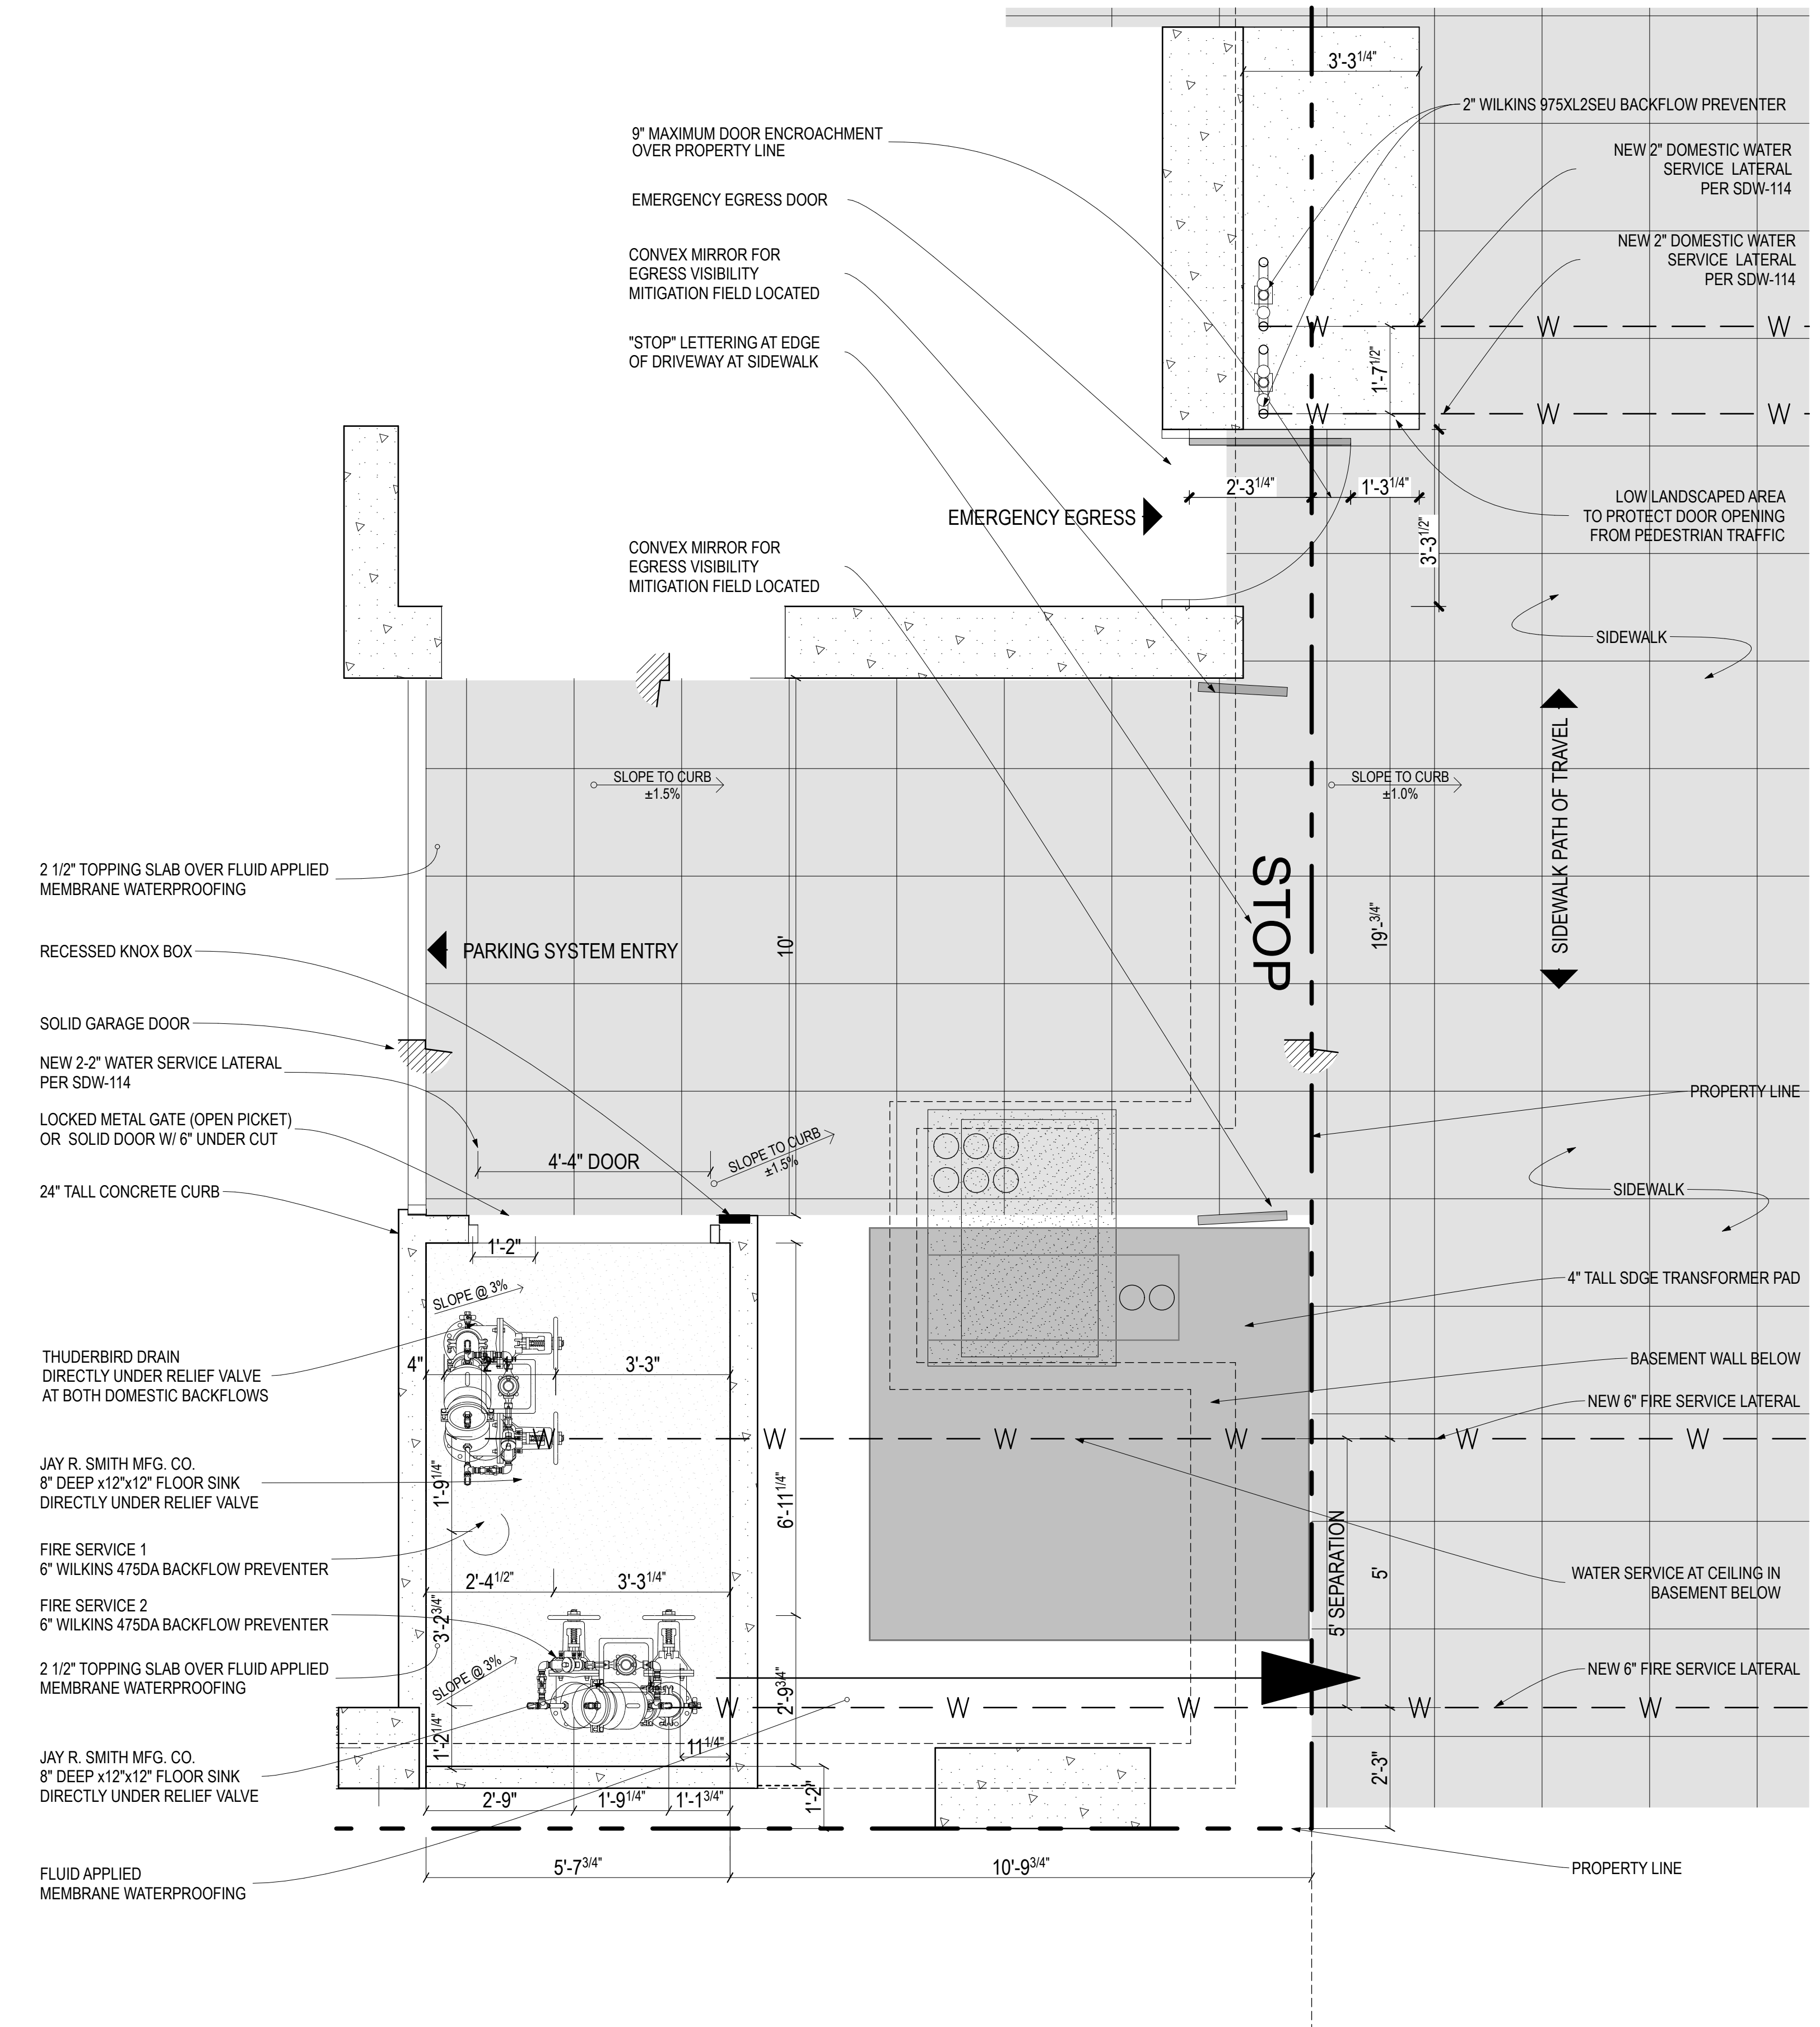 3'-3 1/4"
2" WILKINS 975XL2SEU BACKFLOW PREVENTER
9" MAXIMUM DOOR ENCROACHMENT
OVER PROPERTY LINE
NEW 2" DOMESTIC WATER
SERVICE LATERAL
PER SDW-114
EMERGENCY EGRESS DOOR
NEW 2" DOMESTIC WATER
SERVICE LATERAL
PER SDW-114
CONVEX MIRROR FOR
EGRESS VISIBILITY
MITIGATION FIELD LOCATED
W W W
"STOP" LETTERING AT EDGE
OF DRIVEWAY AT SIDEWALK
1'-7 1/2"
W W W
2'-3 1/4"
1'-3 1/4"
EMERGENCY EGRESS
LOW LANDSCAPED AREA
TO PROTECT DOOR OPENING
FROM PEDESTRIAN TRAFFIC
3'-3 1/2"
CONVEX MIRROR FOR
EGRESS VISIBILITY
MITIGATION FIELD LOCATED
SIDEWALK
SLOPE TO CURB
±1.5%
SLOPE TO CURB
±1.0%
SIDEWALK PATH OF TRAVEL
2 1/2" TOPPING SLAB OVER FLUID APPLIED
MEMBRANE WATERPROOFING
STOP
19'-3/4"
RECESSED KNOX BOX
PARKING SYSTEM ENTRY
10'
SOLID GARAGE DOOR
NEW 2-2" WATER SERVICE LATERAL
PER SDW-114
PROPERTY LINE
LOCKED METAL GATE (OPEN PICKET)
OR SOLID DOOR W/ 6" UNDER CUT
4'-4" DOOR
SLOPE TO CURB
±1.5%
24" TALL CONCRETE CURB
SIDEWALK
1'-2"
SLOPE @ 3%
4" TALL SDGE TRANSFORMER PAD
THUDERBIRD DRAIN
DIRECTLY UNDER RELIEF VALVE
AT BOTH DOMESTIC BACKFLOWS
4"
3'-3"
BASEMENT WALL BELOW
NEW 6" FIRE SERVICE LATERAL
W W W W W W
JAY R. SMITH MFG. CO.
8" DEEP x12"x12" FLOOR SINK
DIRECTLY UNDER RELIEF VALVE
1'-9 1/4"
6'-11 1/4"
FIRE SERVICE 1
6" WILKINS 475DA BACKFLOW PREVENTER
5' SEPARATION
5'
WATER SERVICE AT CEILING IN
BASEMENT BELOW
2'-4 1/2"
3'-3 1/4"
FIRE SERVICE 2
6" WILKINS 475DA BACKFLOW PREVENTER
3'-2 3/4"
2 1/2" TOPPING SLAB OVER FLUID APPLIED
MEMBRANE WATERPROOFING
SLOPE @ 3%
NEW 6" FIRE SERVICE LATERAL
2'-9 3/4"
W W W W W
1'-2 1/4"
11 1/4"
JAY R. SMITH MFG. CO.
8" DEEP x12"x12" FLOOR SINK
DIRECTLY UNDER RELIEF VALVE
2'-3"
2'-9"
1'-9 1/4"
1'-1 3/4"
1'-2"
FLUID APPLIED
MEMBRANE WATERPROOFING
5'-7 3/4"
10'-9 3/4"
PROPERTY LINE